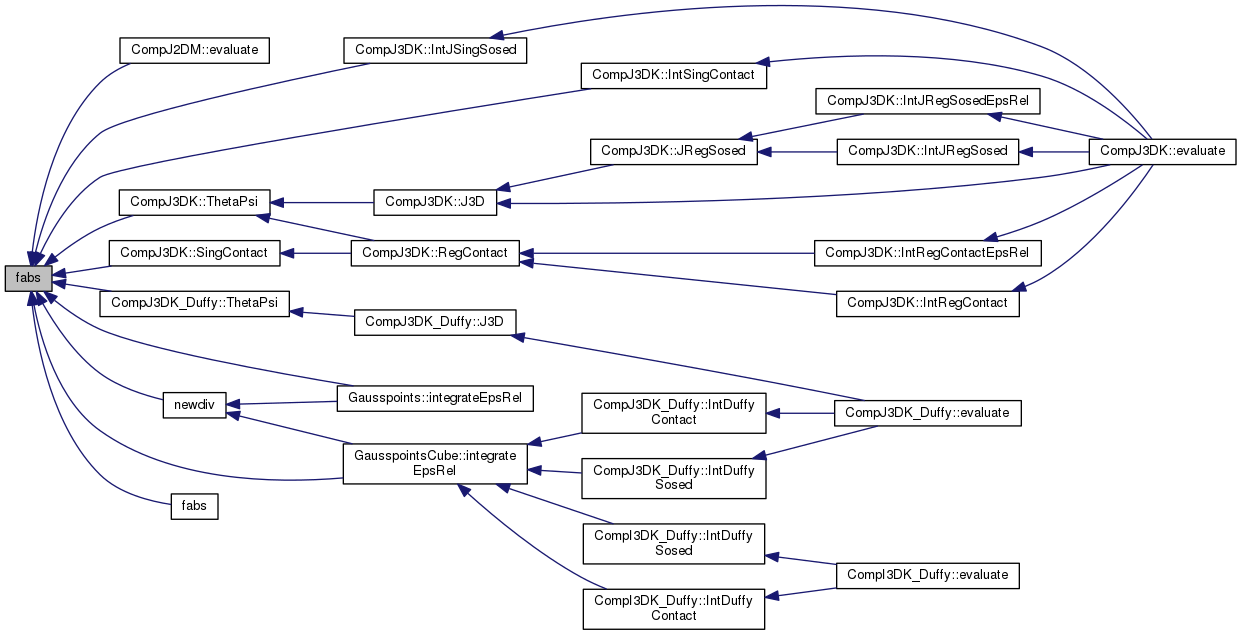 CompJ2DM::evaluate
CompJ3DK::IntJSingSosed
CompJ3DK::IntSingContact
CompJ3DK::IntJRegSosedEpsRel
CompJ3DK::JRegSosed
CompJ3DK::IntJRegSosed
CompJ3DK::evaluate
CompJ3DK::ThetaPsi
CompJ3DK::J3D
CompJ3DK::SingContact
CompJ3DK::RegContact
CompJ3DK::IntRegContactEpsRel
fabs
CompJ3DK_Duffy::ThetaPsi
CompJ3DK::IntRegContact
CompJ3DK_Duffy::J3D
newdiv
Gausspoints::integrateEpsRel
CompJ3DK_Duffy::IntDuffy
Contact
CompJ3DK_Duffy::evaluate
GausspointsCube::integrate
EpsRel
CompJ3DK_Duffy::IntDuffy
Sosed
fabs
CompI3DK_Duffy::IntDuffy
Sosed
CompI3DK_Duffy::evaluate
CompI3DK_Duffy::IntDuffy
Contact